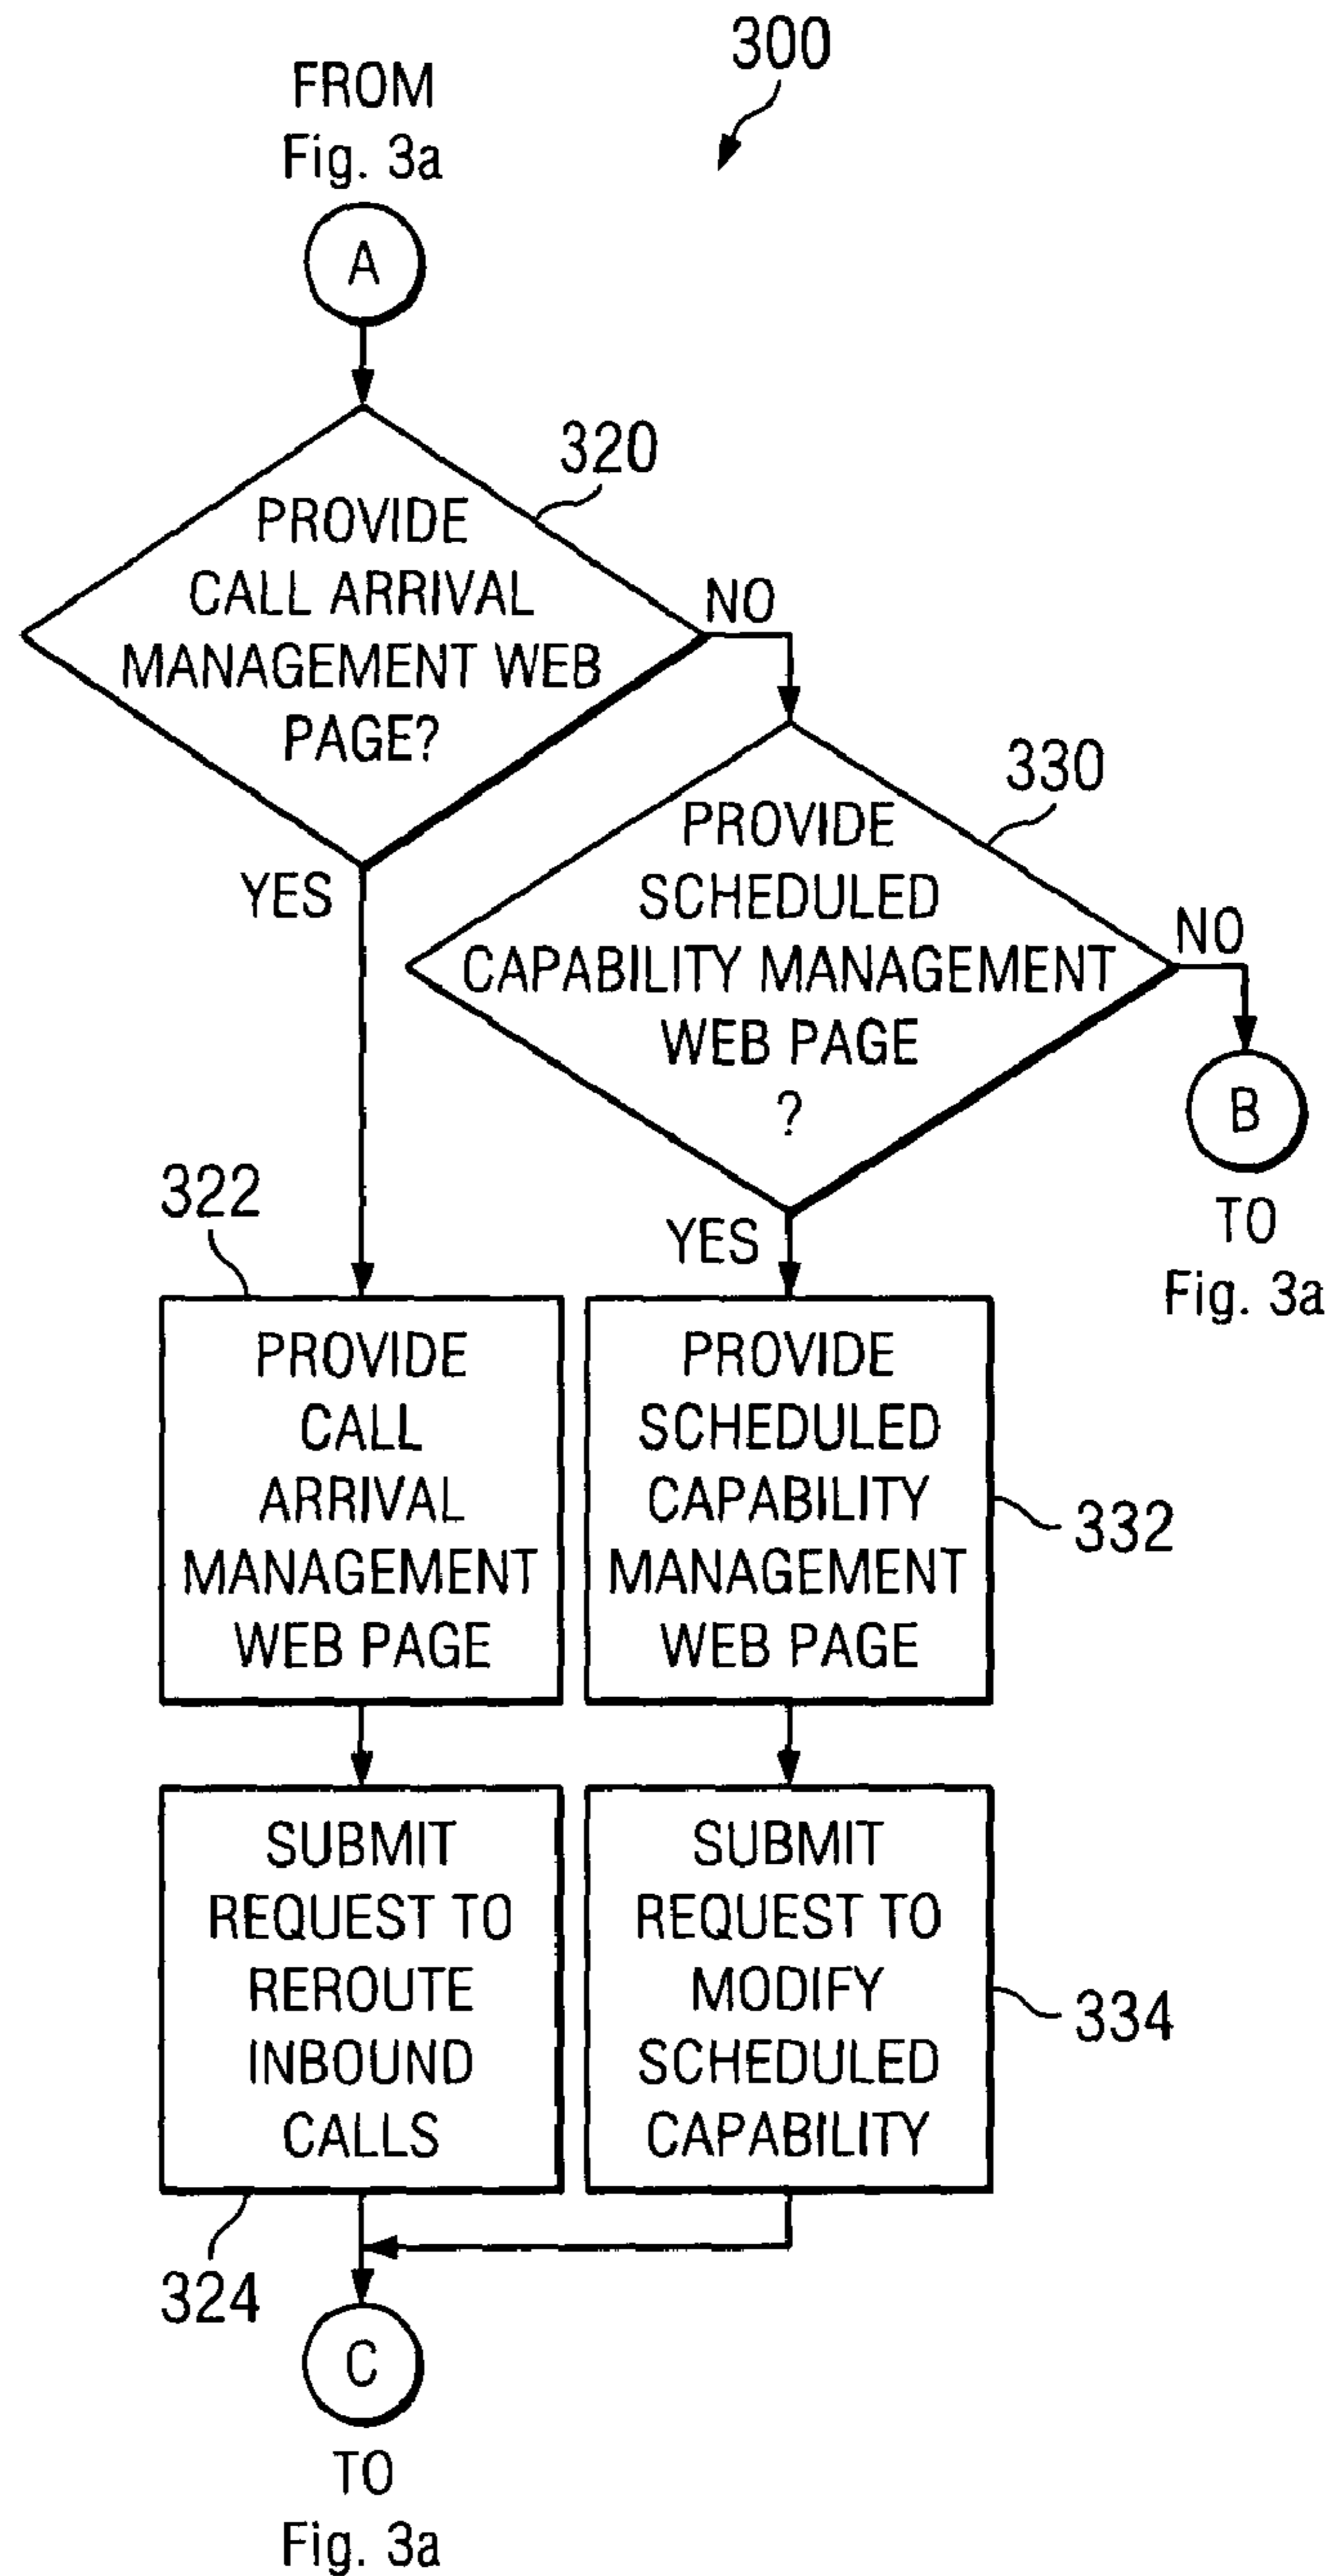 300
FROM
Fig. 3a
A
320
PROVIDE
CALL ARRIVAL
MANAGEMENT WEB
PAGE?
NO
YES
330
PROVIDE
SCHEDULED
CAPABILITY MANAGEMENT
WEB PAGE
?
NO
B
TO
Fig. 3a
YES
322
PROVIDE
CALL
ARRIVAL
MANAGEMENT
WEB PAGE
PROVIDE
SCHEDULED
CAPABILITY
MANAGEMENT
WEB PAGE
332
SUBMIT
REQUEST TO
REROUTE
INBOUND
CALLS
324
SUBMIT
REQUEST TO
MODIFY
SCHEDULED
CAPABILITY
334
C
TO
Fig. 3a